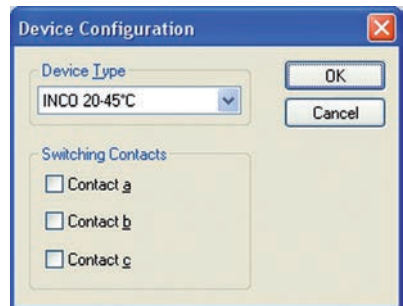 Device Configuration
Device Type
INCO 20-45°C
OK
Cancel
Switching Contacts
Contact a
Contact b
Contact c